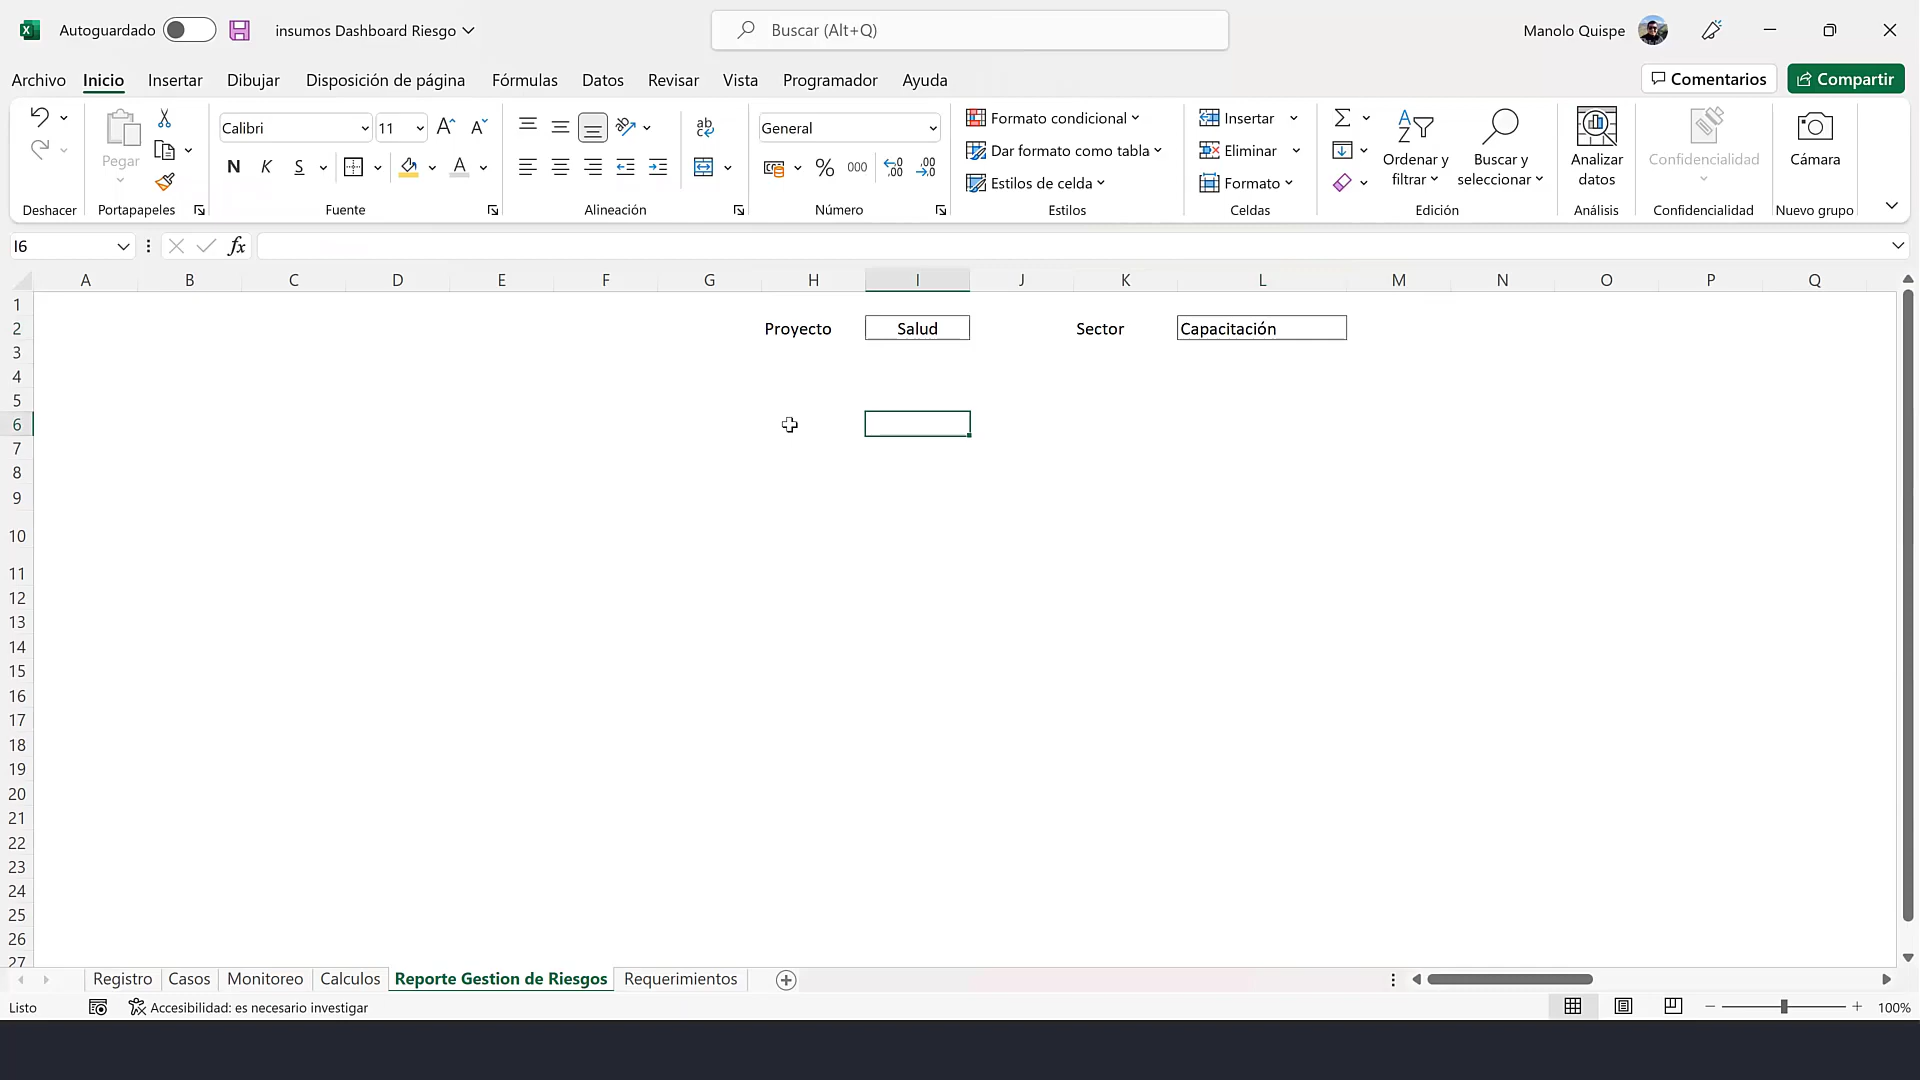 Autoguardado
insumos Dashboard Riesgo
Buscar (Alt+Q)
Manolo Quispe
Archivo Inicio Insertar Dibujar Disposición de página Fórmulas Datos Revisar Vista Programador Ayuda
Comentarios
Compartir
Deshacer
Pegar
Portapapeles
Calibri
11
N K S
A
Fuente
ab
Alineación
General
% 000
Número
Formato condicional
Dar formato como tabla
Estilos de celda
Estilos
Insertar
Eliminar
Formato
Celdas
Ordenar y
filtrar
Buscar y
seleccionar
Edición
Analizar
datos
Análisis
Confidencialidad
Confidencialidad
Cámara
Nuevo grupo
I6
fx
A B C D E F G H I J K L M N O P Q
1
2 Proyecto Salud Sector Capacitación
3
4
5
6
7
8
9
10
11
12
13
14
15
16
17
18
19
20
21
22
23
24
25
26
27
Registro Casos Monitoreo Calculos Reporte Gestion de Riesgos Requerimientos
Listo
Accesibilidad: es necesario investigar
100%